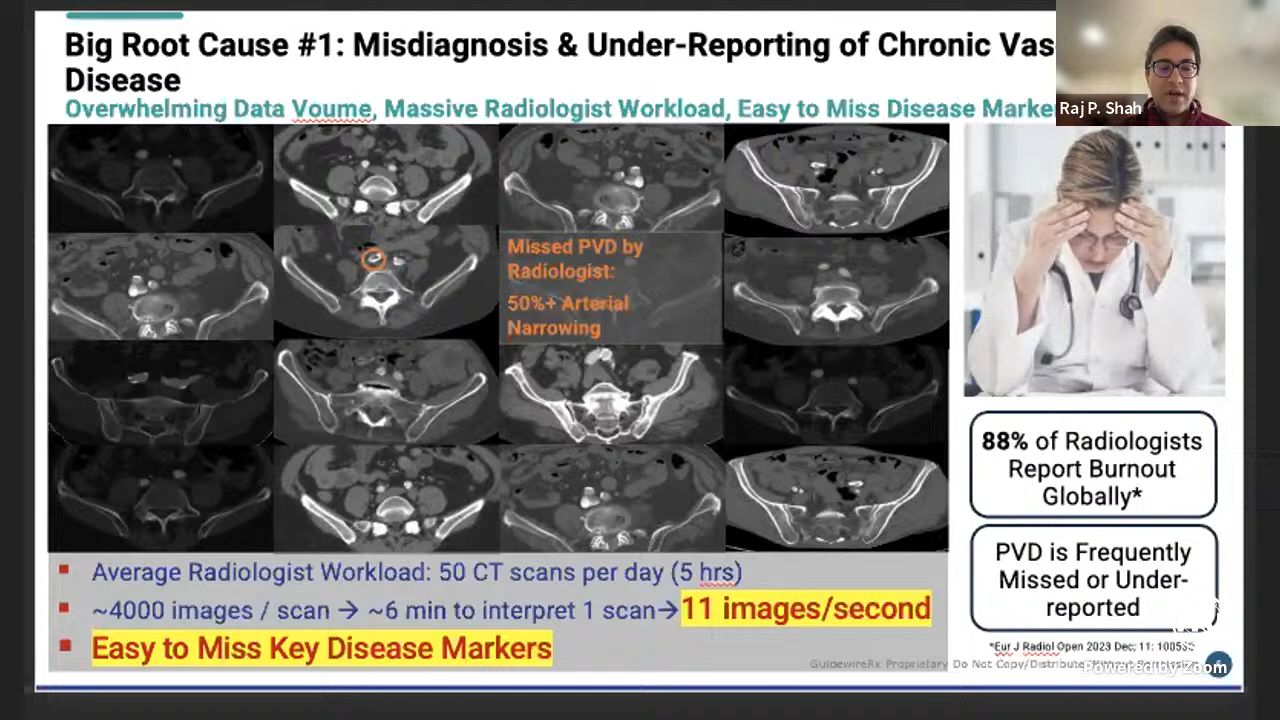 Big Root Cause #1: Misdiagnosis & Under-Reporting of Chronic Vas
Disease
Overwhelming Data Voume, Massive Radiologist Workload, Easy to Miss Disease Marke
Raj P. Shah
Missed PVD by
Radiologist:
50%+ Arterial
Narrowing
88% of Radiologists
Report Burnout
Globally*
PVD is Frequently
Missed or Under-
reported
Average Radiologist Workload: 50 CT scans per day (5 hrs)
~4000 images / scan → ~6 min to interpret 1 scan→ 11 images/second
Easy to Miss Key Disease Markers
*Eur J Radiol Open 2023 Dec; 11:
GuidewireRx Proprietary Do Not Copy/Distribute Without
Powered by Zoom